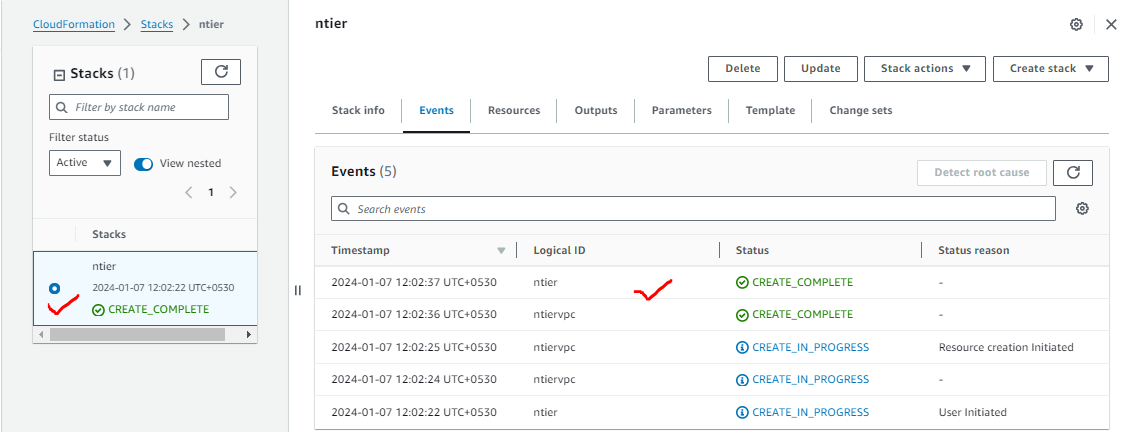 CloudFormation > Stacks > ntier
Stacks (1)
Filter by stack name
Filter status
Active
View nested
1
Stacks
ntier
2024-01-07 12:02:22 UTC+0530
CREATE_COMPLETE
ntier
Delete Update Stack actions Create stack
Stack info Events Resources Outputs Parameters Template Change sets
Events (5)
Detect root cause
Search events
Timestamp Logical ID Status Status reason
2024-01-07 12:02:37 UTC+0530 ntier CREATE_COMPLETE -
2024-01-07 12:02:36 UTC+0530 ntiervpc CREATE_COMPLETE -
2024-01-07 12:02:25 UTC+0530 ntiervpc CREATE_IN_PROGRESS Resource creation Initiated
2024-01-07 12:02:24 UTC+0530 ntiervpc CREATE_IN_PROGRESS -
2024-01-07 12:02:22 UTC+0530 ntier CREATE_IN_PROGRESS User Initiated